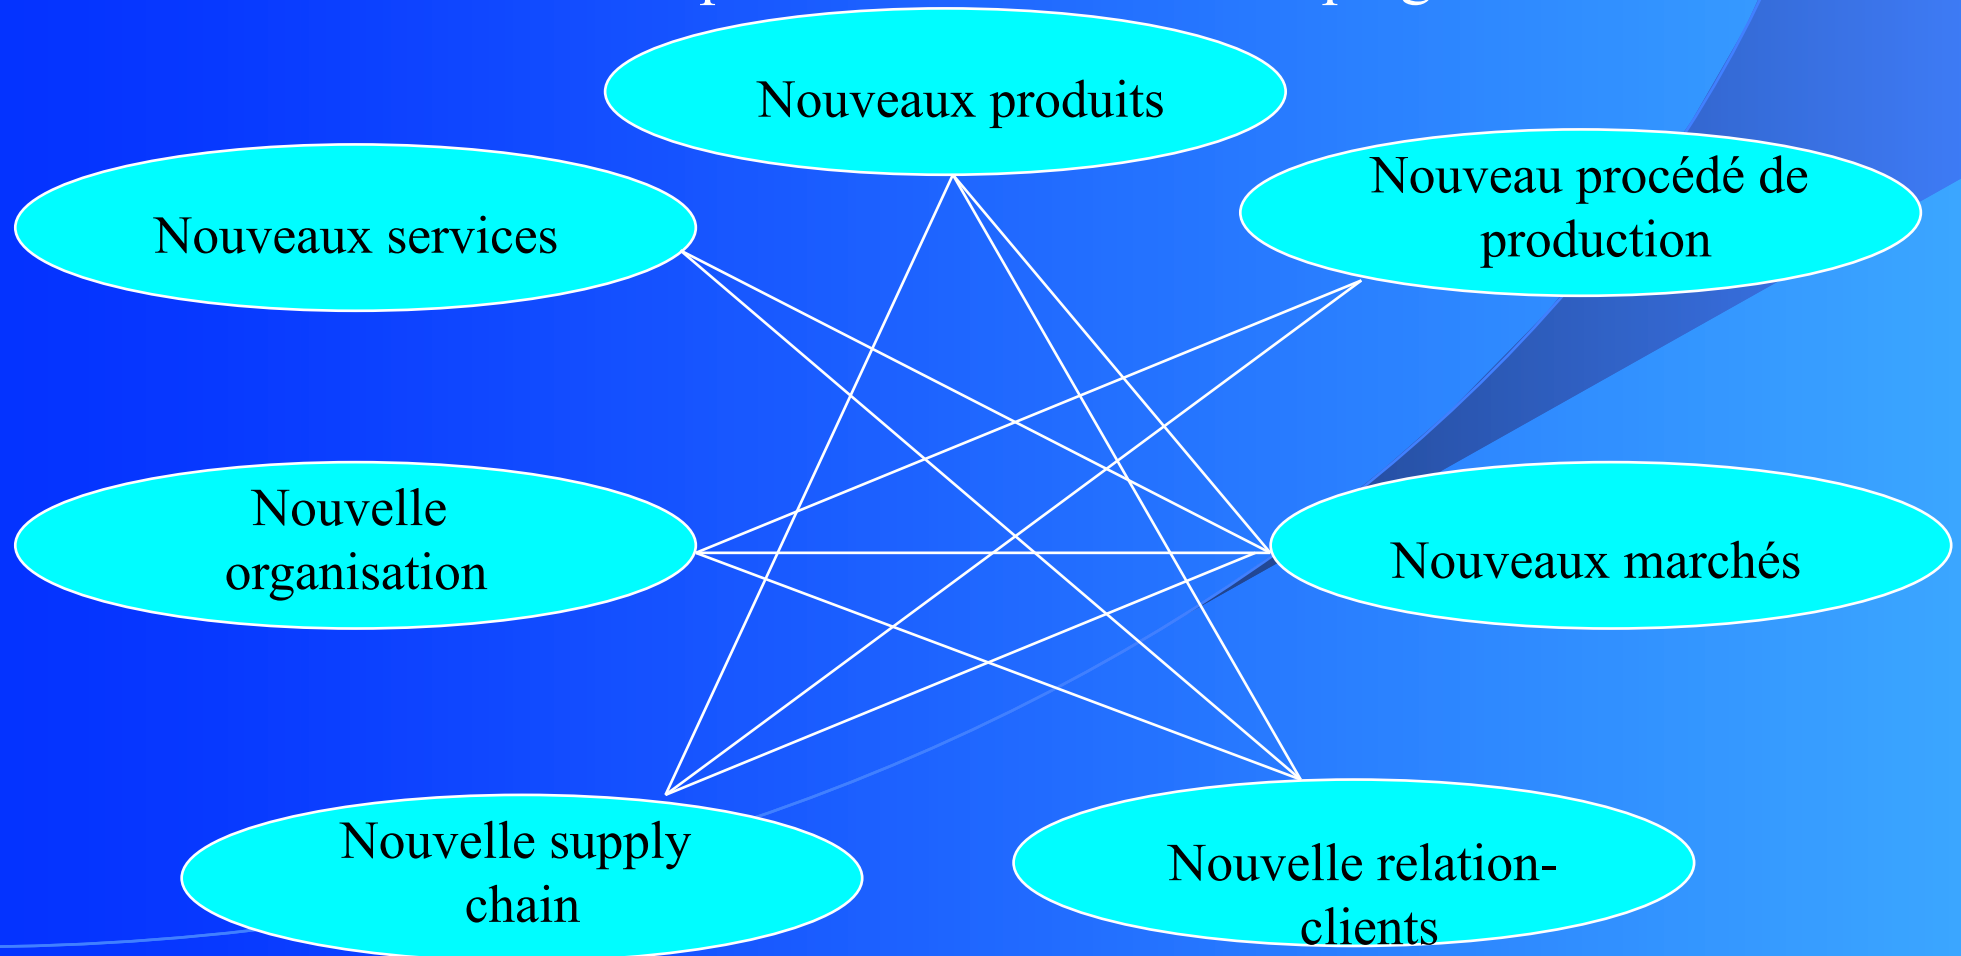 Nouveaux produits
Nouveau procédé de
production
Nouveaux services
Nouvelle
organisation
Nouveaux marchés
Nouvelle supply
chain
Nouvelle relation-
clients